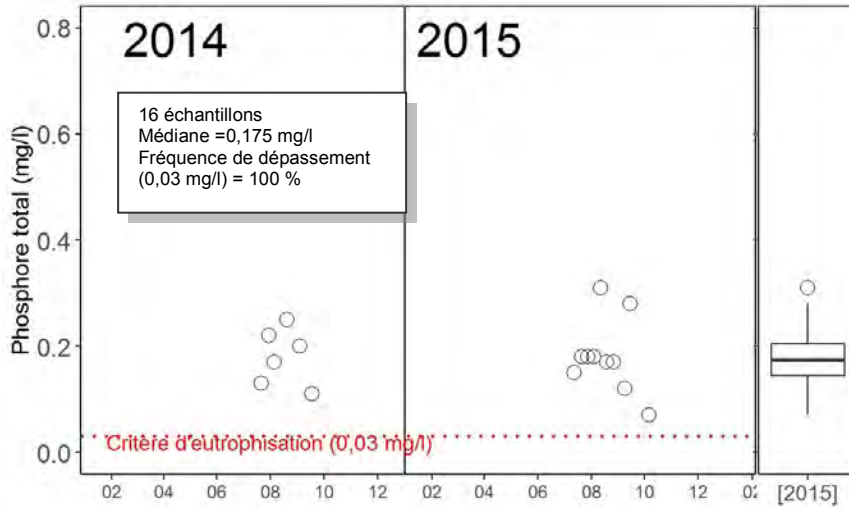 2014
2015
16 échantillons
Médiane =0,175 mg/l
Fréquence de dépassement
(0,03 mg/l) = 100 %
Phosphore total (mg/l)
0.8
0.6
0.4
0.2
0.0
Critère d'eutrophisation (0,03 mg/l)
02 04 06 08 10 12 02 04 06 08 10 12 02 [2015]